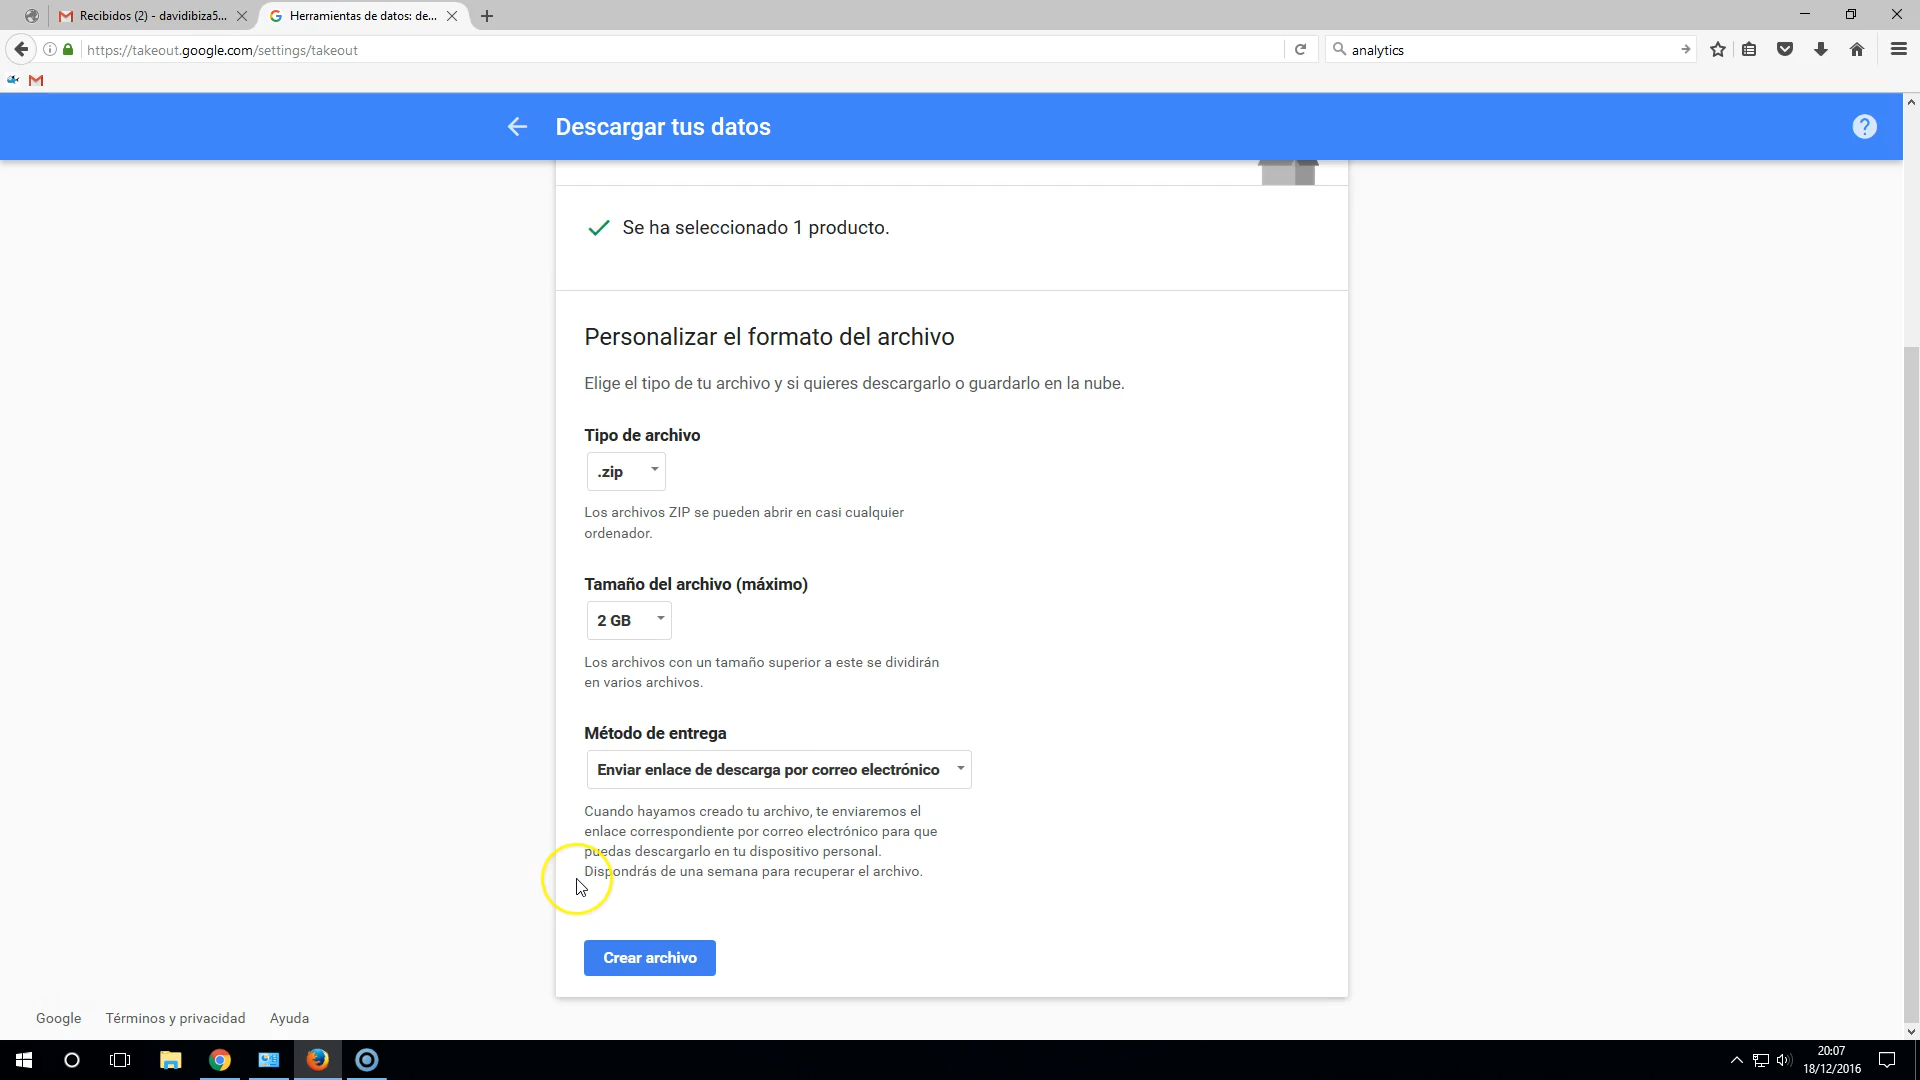 Recibidos (2) - davidibiza5...
Herramientas de datos: de...
https://takeout.google.com/settings/takeout
analytics
Descargar tus datos
Se ha seleccionado 1 producto.
Personalizar el formato del archivo
Elige el tipo de tu archivo y si quieres descargarlo o guardarlo en la nube.
Tipo de archivo
.zip
Los archivos ZIP se pueden abrir en casi cualquier
ordenador.
Tamaño del archivo (máximo)
2 GB
Los archivos con un tamaño superior a este se dividirán
en varios archivos.
Método de entrega
Enviar enlace de descarga por correo electrónico
Cuando hayamos creado tu archivo, te enviaremos el
enlace correspondiente por correo electrónico para que
puedas descargarlo en tu dispositivo personal.
Dispondrás de una semana para recuperar el archivo.
Crear archivo
Google Términos y privacidad Ayuda
20:07
18/12/2016